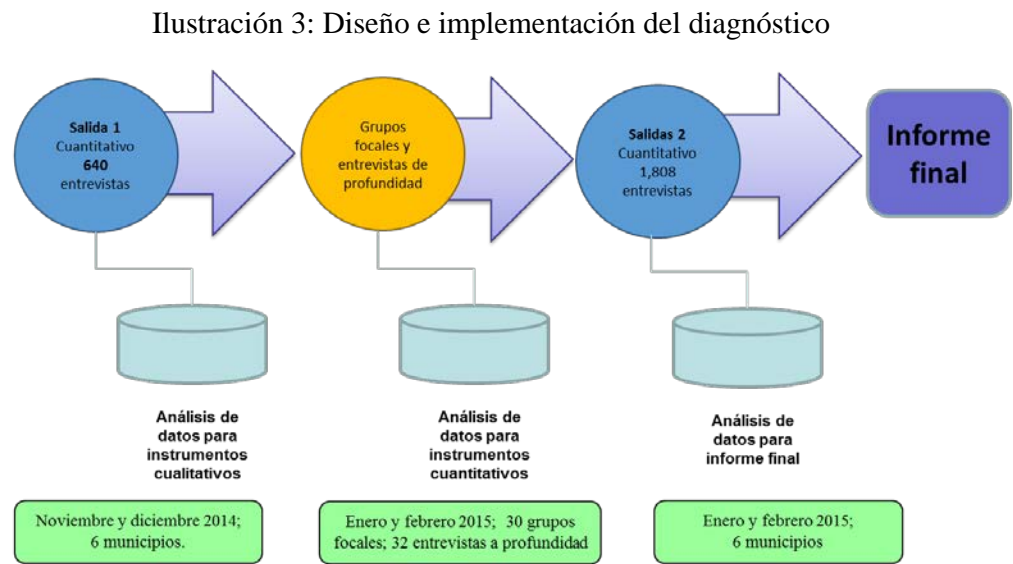 Ilustración 3: Diseño e implementación del diagnóstico
Salida 1
Cuantitativo
640
entrevistas
Grupos
focales y
entrevistas de
profundidad
Salidas 2
Cuantitativo
1,808
entrevistas
Informe
final
Análisis de
datos para
instrumentos
cualitativos
Análisis de
datos para
instrumentos
cuantitativos
Análisis de
datos para
informe final
Noviembre y diciembre 2014;
6 municipios.
Enero y febrero 2015;  30 grupos
focales; 32 entrevistas a profundidad
Enero y febrero 2015;
6 municipios